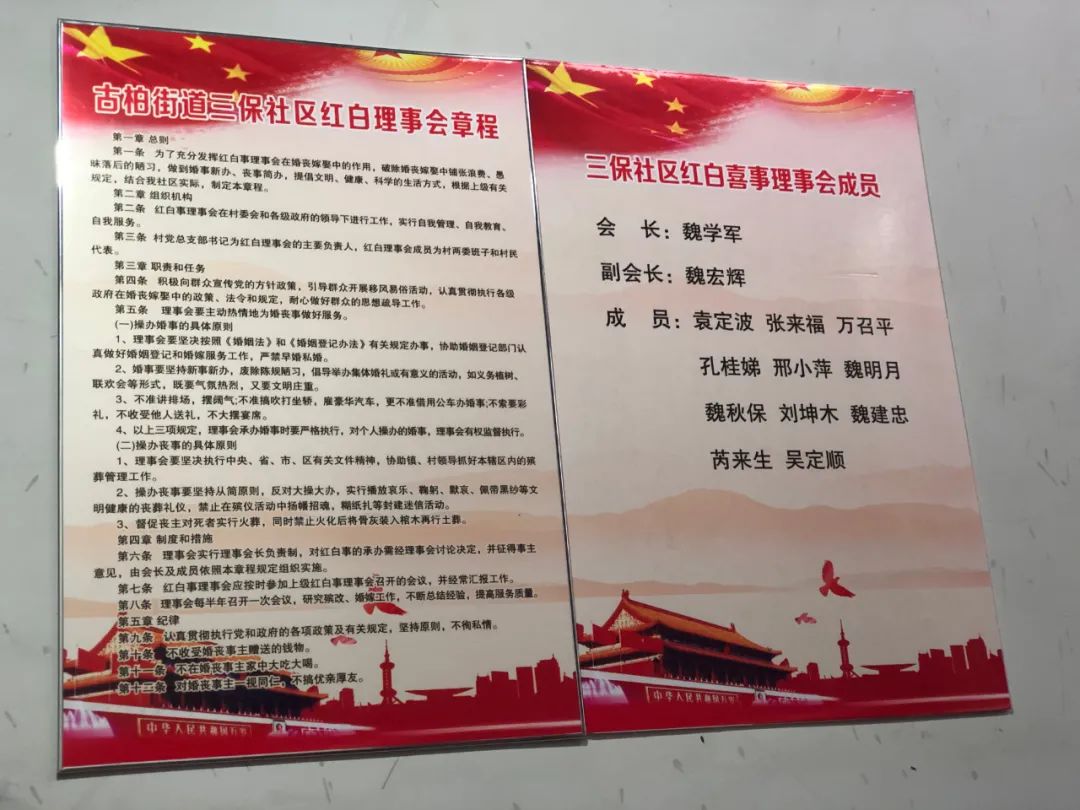 古柏街道三保社区红白理事会章程
第一章 总则
第一条 为了充分发挥红白事理事会在婚丧嫁娶中的作用，破除婚丧嫁娶中铺张浪费、愚
昧落后的陋习，做到婚事新办、丧事简办，提倡文明、健康、科学的生活方式，根据上级有关
规定，结合我社区实际，制定本章程。
第二章 组织机构
第二条 红白事理事会在村委会和各级政府的领导下进行工作，实行自我管理、自我教育、
自我服务。
第三条 村党总支部书记为红白理事会的主要负责人，红白理事会成员为村两委班子和村民
代表。
第三章 职责和任务
第四条 积极向群众宣传党的方针政策，引导群众开展移风易俗活动，认真贯彻执行各级
政府在婚丧嫁娶中的政策、法令和规定，耐心做好群众的思想疏导工作。
第五条 理事会要主动热情地为婚丧事做好服务。
(一)操办婚事的具体原则
1、理事会要坚决按照《婚姻法》和《婚姻登记办法》有关规定办事，协助婚姻登记部门认
真做好婚姻登记和婚嫁服务工作，严禁早婚私婚。
2、婚事要坚持新事新办，废除陈规陋习，倡导举办集体婚礼或有意义的活动，如义务植树、
联欢会等形式，既要气氛热烈，又要文明庄重。
3、不准讲排场，摆阔气;不准搞吹打坐轿，雇豪华汽车，更不准借用公车办婚事;不索要彩
礼，不收受他人送礼，不大摆宴席。
4、以上三项规定，理事会承办婚事时要严格执行，对个人操办的婚事，理事会有权监督执行。
(二)操办丧事的具体原则
1、理事会要坚决执行中央、省、市、区有关文件精神，协助镇、村领导抓好本辖区内的殡
葬管理工作。
2、操办丧事要坚持从简原则，反对大操大办，实行播放哀乐、鞠躬、默哀、佩带黑纱等文
明健康的丧葬礼仪，禁止在殡仪活动中扬幡招魂，糊纸扎等封建迷信活动。
3、督促丧主对死者实行火葬，同时禁止火化后将骨灰装入棺木再行土葬。
第四章 制度和措施
第六条 理事会实行理事会长负责制，对红白事的承办需经理事会讨论决定，并征得事主
意见，由会长及成员依照本章程规定组织实施。
第七条 红白事理事会应按时参加上级红白事理事会召开的会议，并经常汇报工作。
第八条 理事会每半年召开一次会议，研究殡改、婚嫁工作，不断总结经验，提高服务质量。
第五章 纪律
第九条 认真贯彻执行党和政府的各项政策及有关规定，坚持原则，不徇私情。
第十条 不收受婚丧事主赠送的钱物。
第十一条 不在婚丧事主家中大吃大喝。
第十二条 对婚丧事主一视同仁，不搞优亲厚友。
中华人民共和国万岁
三保社区红白喜事理事会成员
会 长：魏学军
副会长：魏宏辉
成 员：袁定波 张来福 万召平
孔桂娣 邢小萍 魏明月
魏秋保 刘坤木 魏建忠
芮来生 吴定顺
中华人民共和国万岁